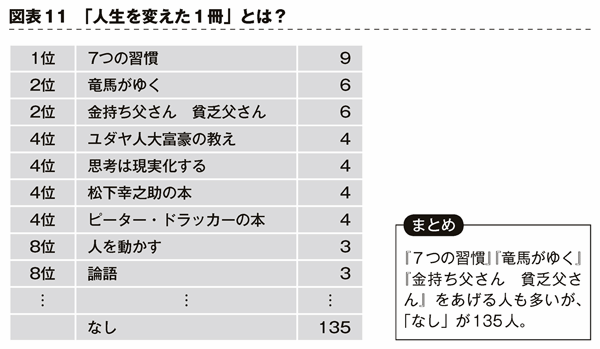 図表11 「人生を変えた1冊」とは？
1位 7つの習慣 9
2位 竜馬がゆく 6
2位 金持ち父さん　貧乏父さん 6
4位 ユダヤ人大富豪の教え 4
4位 思考は現実化する 4
4位 松下幸之助の本 4
4位 ピーター・ドラッカーの本 4
8位 人を動かす 3
8位 論語 3
⋮ ⋮ ⋮
なし 135
まとめ
『7つの習慣』『竜馬がゆく』
『金持ち父さん　貧乏父さ
ん』をあげる人も多いが、
「なし」が135人。